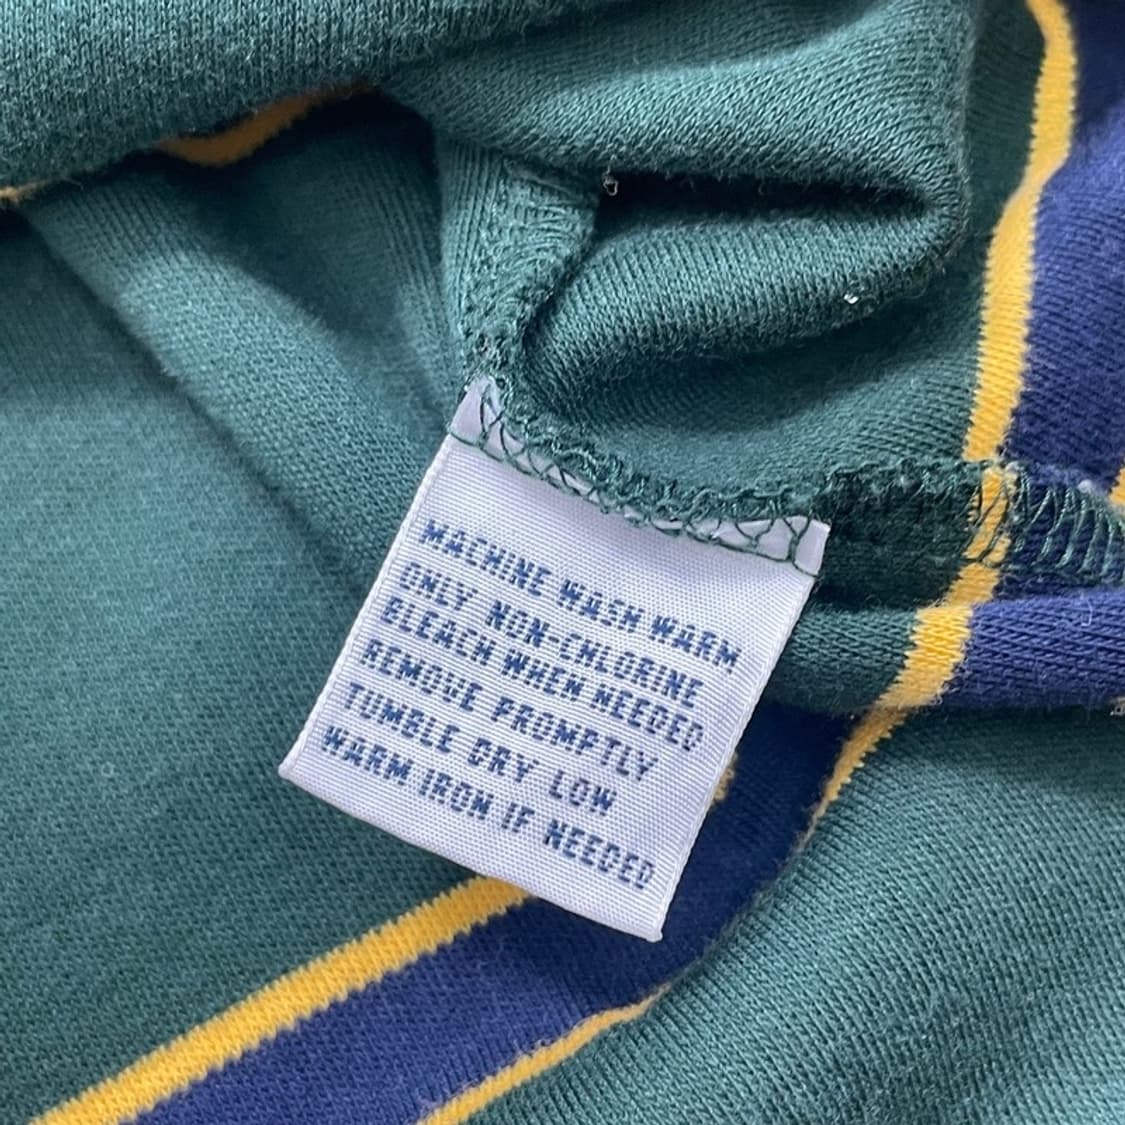 MACHINE WASH WARM
ONLY NON-CHLORINE
BLEACH WHEN NEEDED
REMOVE PROMPTLY
TUMBLE DRY LOW
WARM IRON IF NEEDED